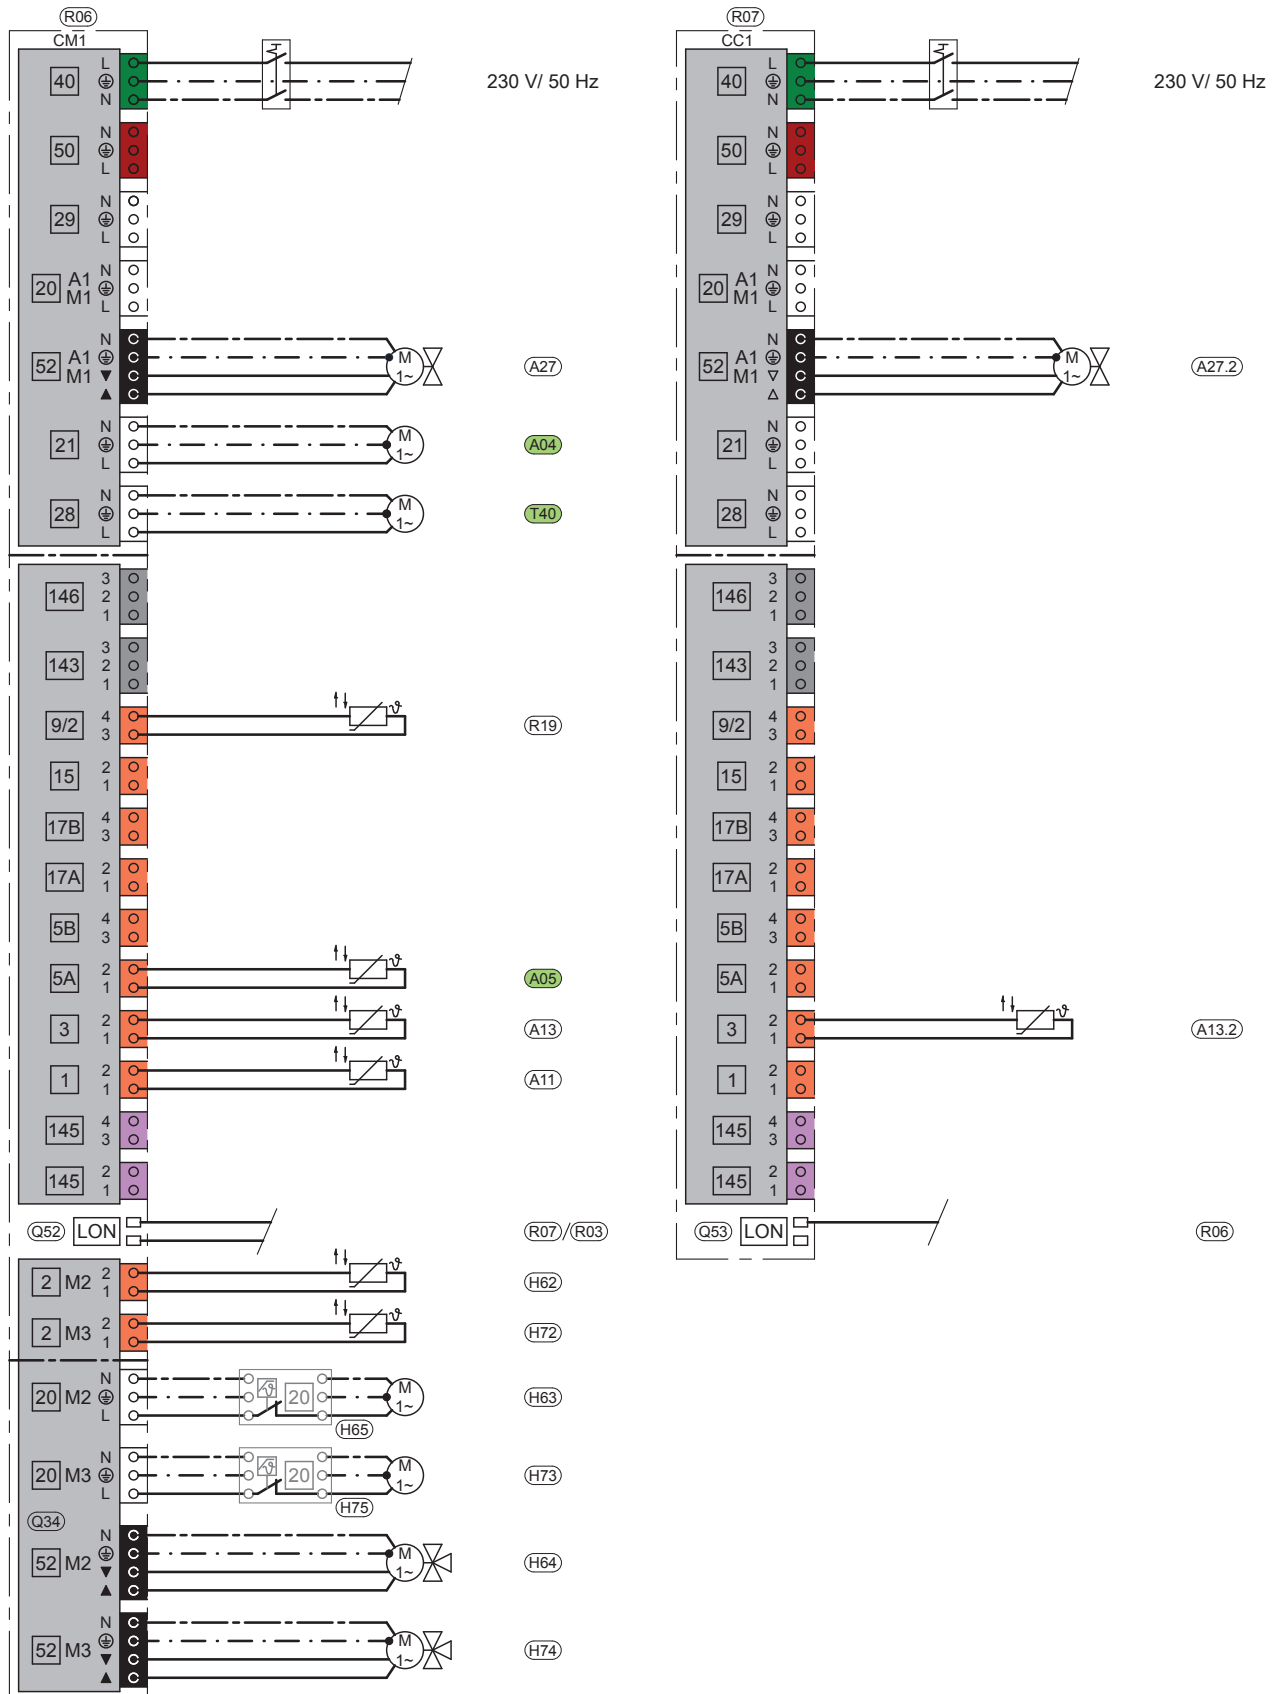 R06
CM1
L
40
N
230 V/ 50 Hz
N
50
L
N
29
L
N
20 A1
M1
L
N
52 A1
M1
M
1~
A27
N
21
L
M
1~
A04
N
28
L
M
1~
T40
3
146 2
1
3
143 2
1
9/2 4
3
ϑ
R19
15 2
1
17B 4
3
17A 2
1
5B 4
3
5A 2
1
ϑ
A05
3 2
1
ϑ
A13
1 2
1
ϑ
A11
145 4
3
145 2
1
Q52 LON R07/R03
2 M2 2
1
ϑ
H62
2 M3 2
1
ϑ
H72
N
20 M2
L
ϑ 20
M
1~
H63
H65
N
20 M3
L
ϑ 20
M
1~
H73
H75
Q34
N
52 M2
M
1~
H64
N
52 M3
M
1~
H74
R07
CC1
L
40
N
230 V/ 50 Hz
N
50
L
N
29
L
N
20 A1
M1
L
N
52 A1
M1
M
1~
A27.2
N
21
L
N
28
L
3
146 2
1
3
143 2
1
9/2 4
3
15 2
1
17B 4
3
17A 2
1
5B 4
3
5A 2
1
3 2
1
ϑ
A13.2
1 2
1
145 4
3
145 2
1
Q53 LON R06